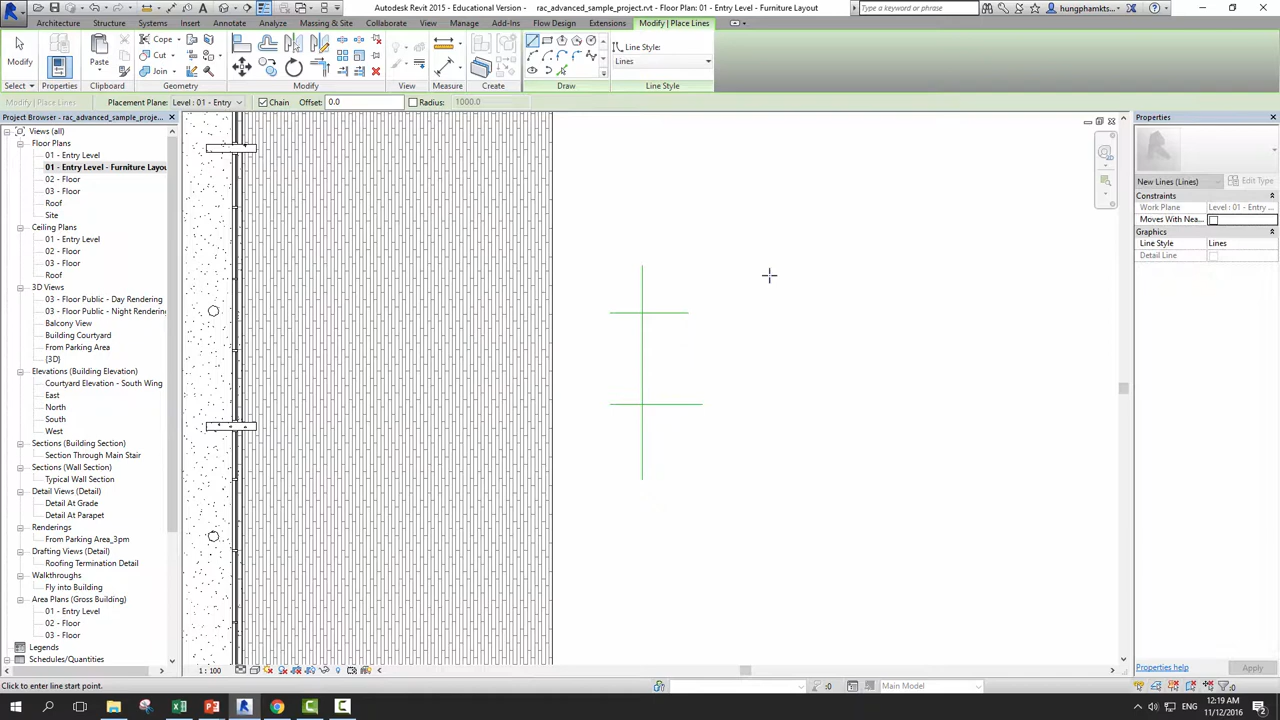 Autodesk Revit 2015 - Educational Version - rac_advanced_sample_project.rvt - Floor Plan: 01 - Entry Level - Furniture Layout
Type a keyword or phrase
hungphamkts...
Architecture Structure Systems Insert Annotate Analyze Massing & Site Collaborate View Manage Add-Ins Flow Design Extensions Modify | Place Lines
Modify
Paste
Cope
Cut
Join
Line Style:
Lines
Select Properties Clipboard Geometry Modify View Measure Create Draw Line Style
Modify | Place Lines Placement Plane: Level : 01 - Entry Chain Offset: 0.0 Radius: 1000.0
Project Browser - rac_advanced_sample_proje...
Views (all)
Floor Plans
01 - Entry Level
01 - Entry Level - Furniture Layou
02 - Floor
03 - Floor
Roof
Site
Ceiling Plans
01 - Entry Level
02 - Floor
03 - Floor
Roof
3D Views
03 - Floor Public - Day Rendering
03 - Floor Public - Night Rendering
Balcony View
Building Courtyard
From Parking Area
{3D}
Elevations (Building Elevation)
Courtyard Elevation - South Wing
East
North
South
West
Sections (Building Section)
Section Through Main Stair
Sections (Wall Section)
Typical Wall Section
Detail Views (Detail)
Detail At Grade
Detail At Parapet
Renderings
From Parking Area_3pm
Drafting Views (Detail)
Roofing Termination Detail
Walkthroughs
Fly into Building
Area Plans (Gross Building)
01 - Entry Level
02 - Floor
03 - Floor
Legends
Schedules/Quantities
Properties
New Lines (Lines) Edit Type
Constraints
Work Plane Level : 01 - Entry ...
Moves With Nea...
Graphics
Line Style Lines
Detail Line
Properties help Apply
1 : 100
Click to enter line start point.
:0 Main Model :0
ENG
12:19 AM
11/12/2016